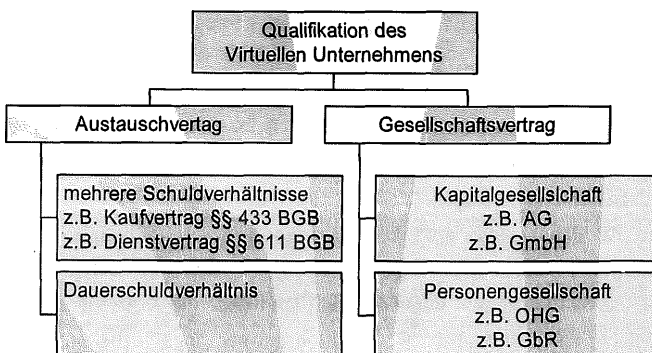 Qualifikation des
Virtuellen Unternehmens
Austauschvertag
Gesellschaftsvertrag
mehrere Schuldverhältnisse
z.B. Kaufvertrag §§ 433 BGB
z.B. Dienstvertrag §§ 611 BGB
Kapitalgesellslchaft
z.B. AG
z.B. GmbH
Dauerschuldverhältnis
Personengesellschaft
z.B. OHG
z.B. GbR